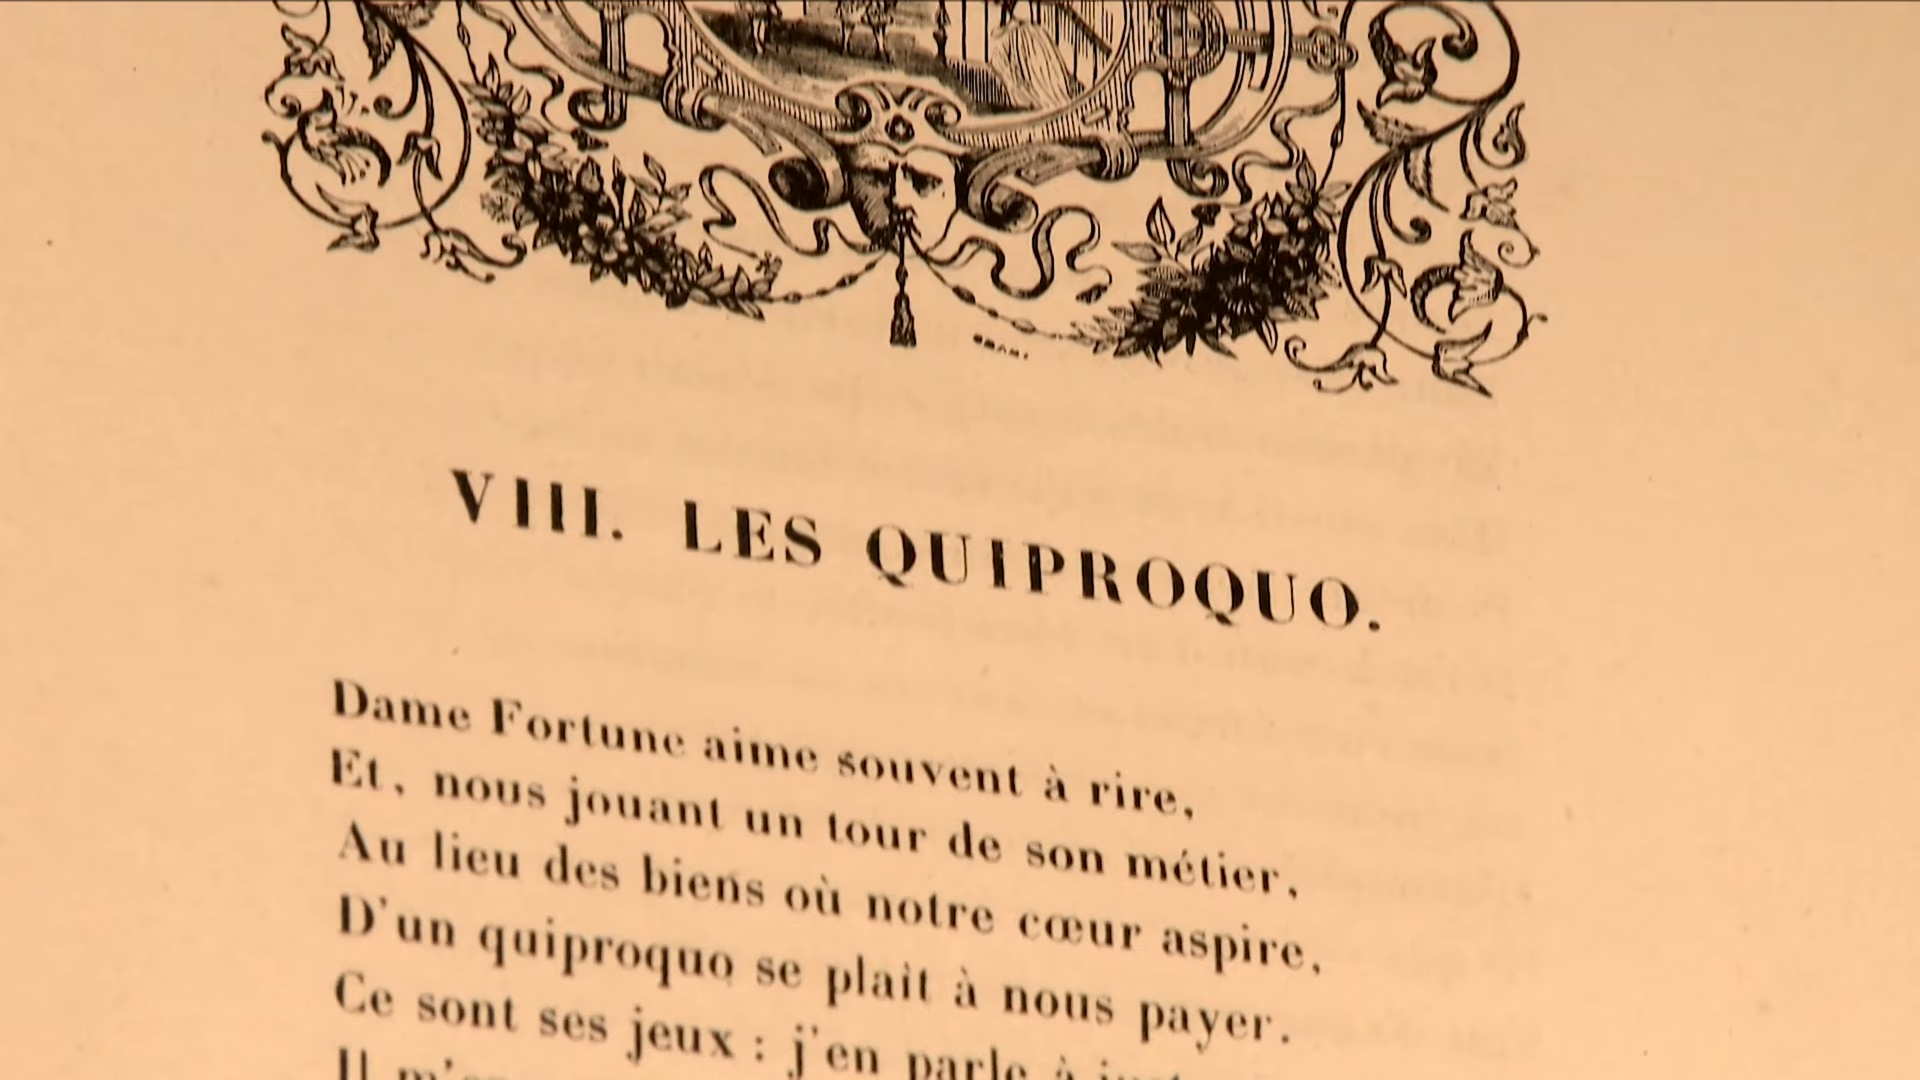 VIII. LES QUIPROQUO.
Dame Fortune aime souvent à rire,
Et, nous jouant un tour de son métier,
Au lieu des biens où notre cœur aspire,
D'un quiproquo se plait à nous payer.
Ce sont ses jeux : j'en parle à
Il